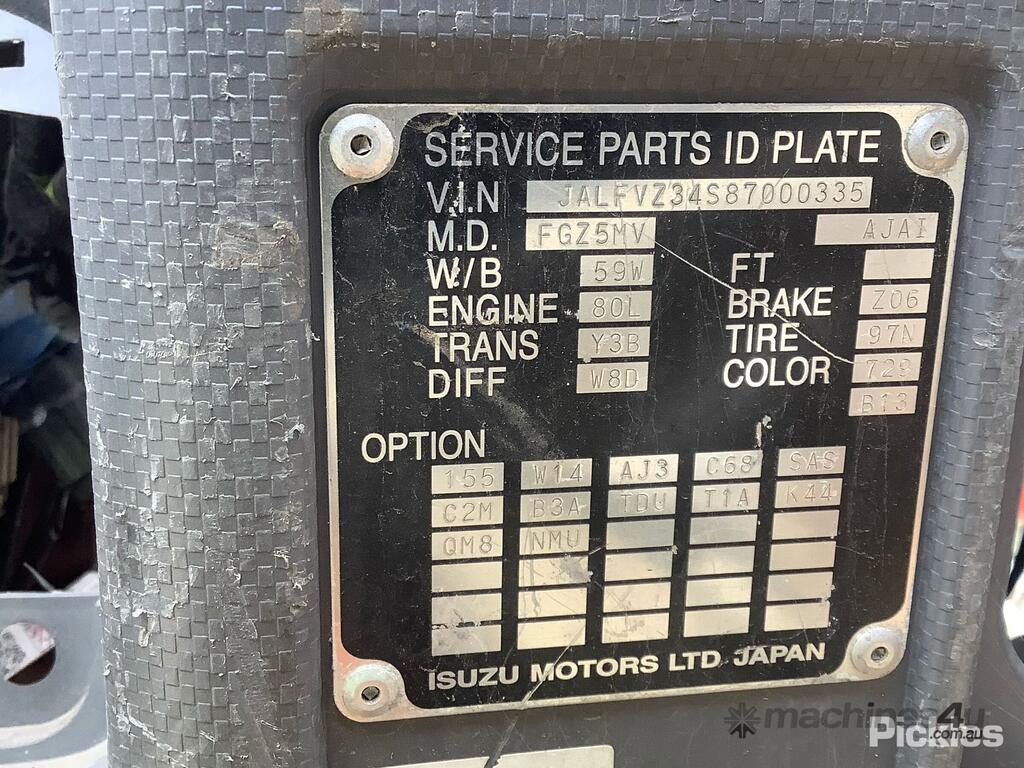 SERVICE PARTS ID PLATE
V.I.N JALFVZ34S87000335
M.D. FGZ5MV AJAI
W/B 59W FT
ENGINE 80L BRAKE Z06
TRANS Y3B TIRE 97N
DIFF W8D COLOR 729
B13
OPTION
155 W14 AJ3 C68 SAS
C2M B3A TDU T1A K44
QM8 NMU
ISUZU MOTORS LTD JAPAN
machines4u
.com.au
Pickles